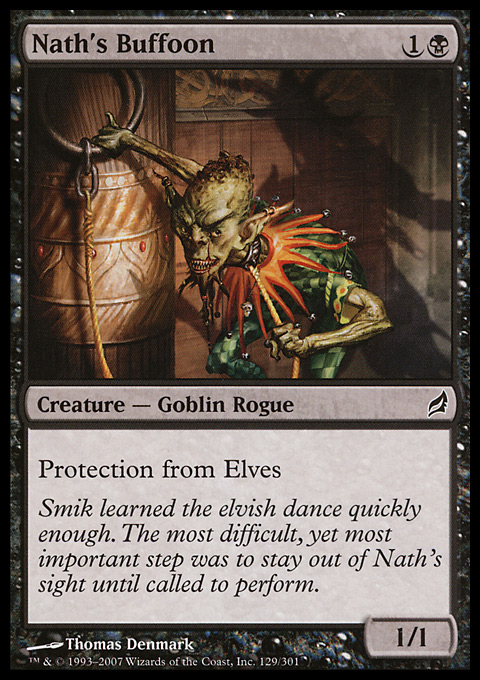 Nath's Buffoon 1
Creature — Goblin Rogue
Protection from Elves
Smik learned the elvish dance quickly
enough. The most difficult, yet most
important step was to stay out of Nath's
sight until called to perform.
Thomas Denmark
™ & © 1993–2007 Wizards of the Coast, Inc. 129/301
1/1